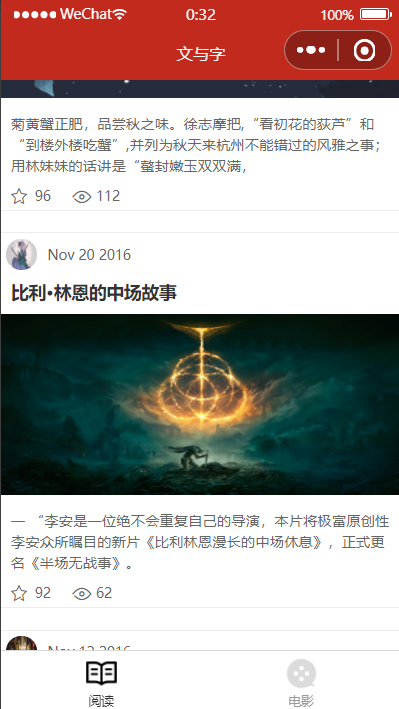 WeChat 0:32 100%
文与字
菊黄蟹正肥，品尝秋之味。徐志摩把,“看初花的荻芦”和
“到楼外楼吃蟹”,并列为秋天来杭州不能错过的风雅之事；
用林妹妹的话讲是“螯封嫩玉双双满，
96 112
Nov 20 2016
比利•林恩的中场故事
一 “李安是一位绝不会重复自己的导演，本片将极富原创性
李安众所瞩目的新片《比利林恩漫长的中场休息》，正式更
名《半场无战事》。
92 62
Nov 12 2016
阅读 电影